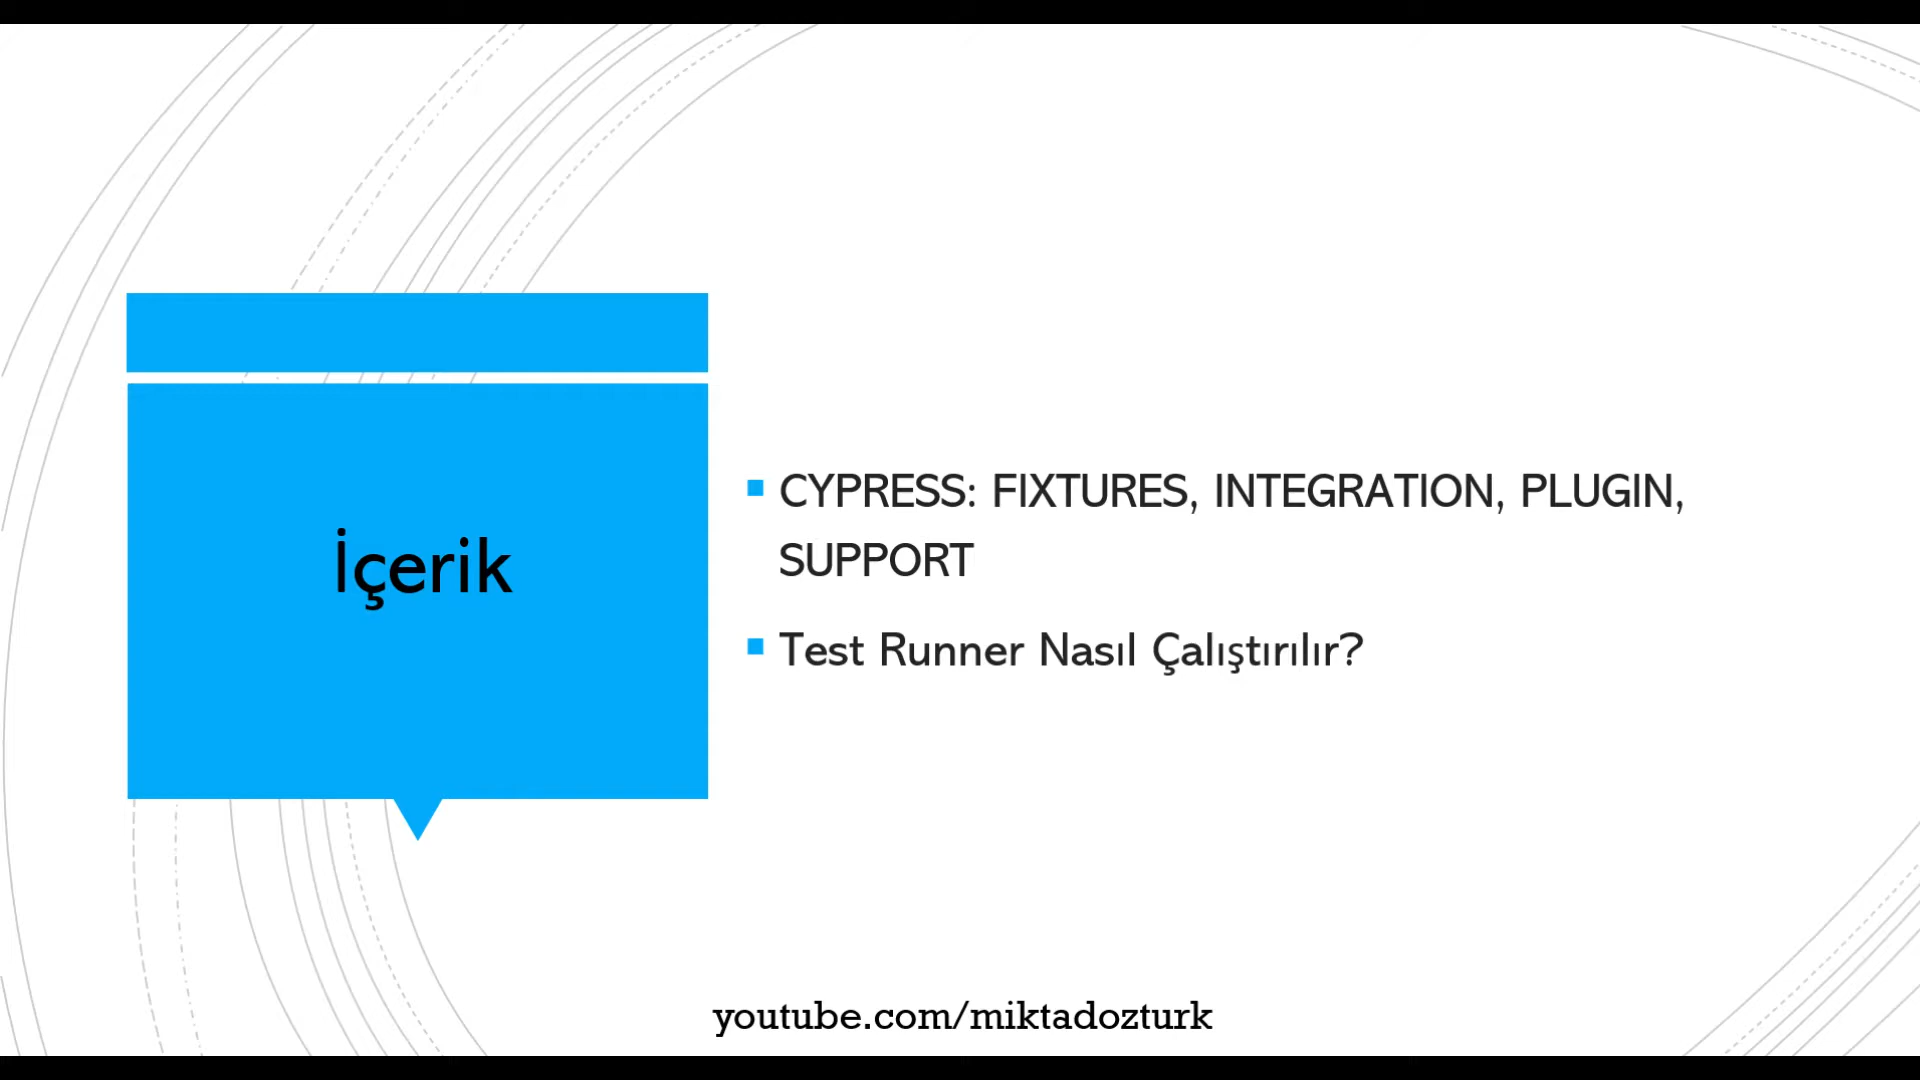 İçerik
CYPRESS: FIXTURES, INTEGRATION, PLUGIN,
SUPPORT
Test Runner Nasıl Çalıştırılır?
youtube.com/miktadozturk